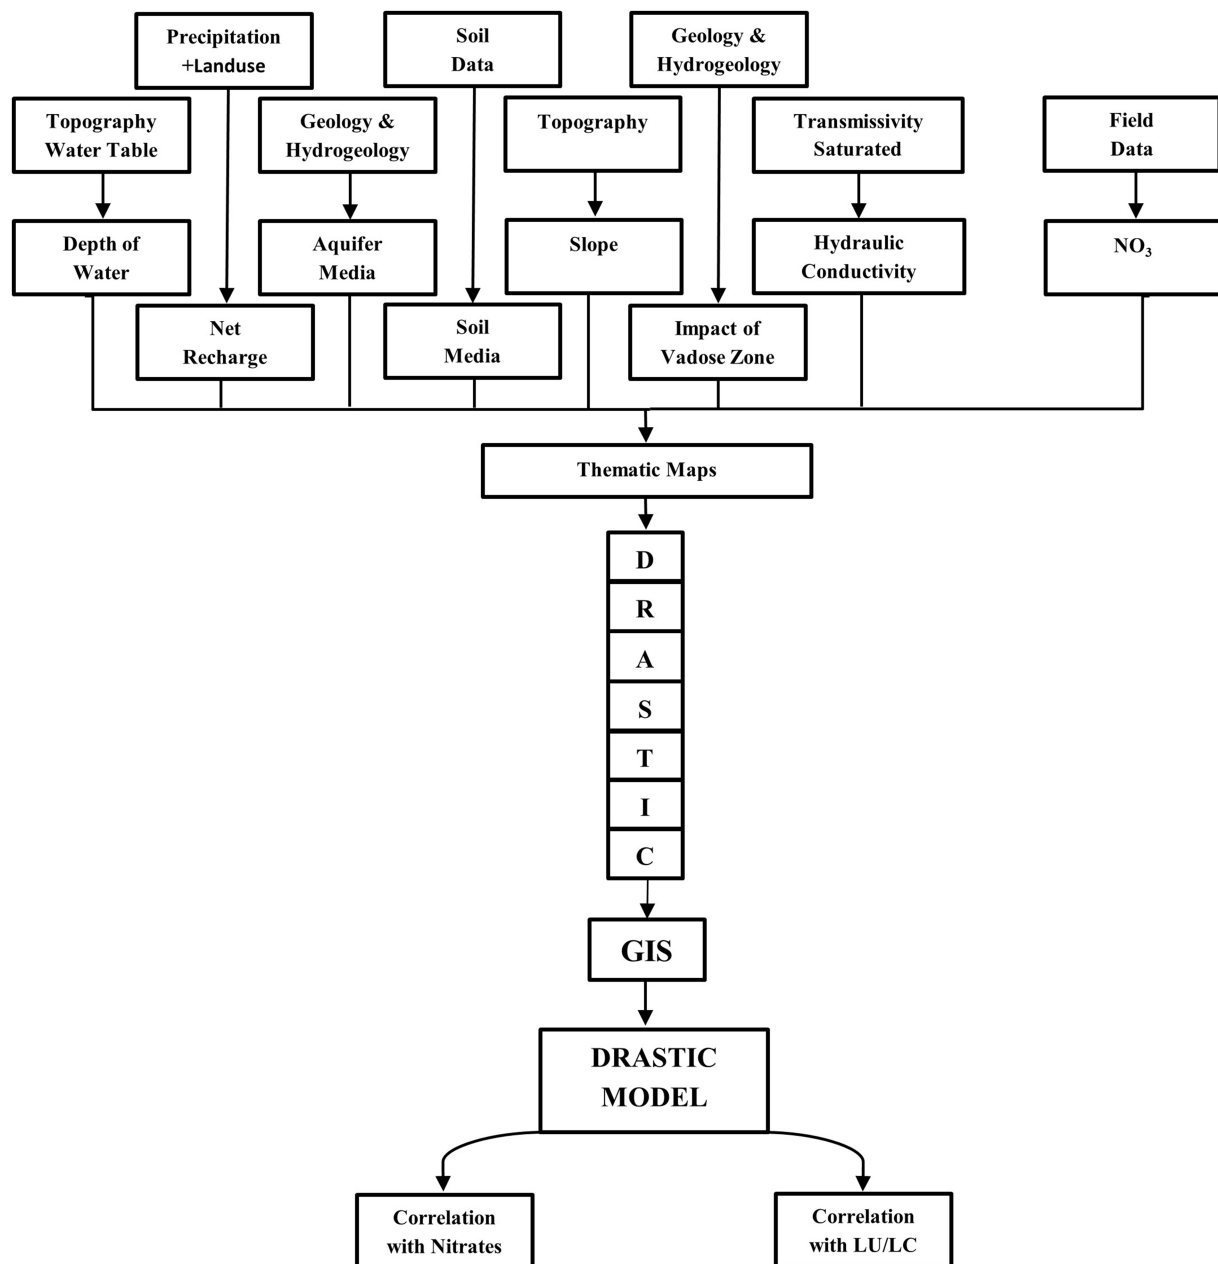 Precipitation
+Landuse
Soil
Data
Geology &
Hydrogeology
Topography
Water Table
Geology &
Hydrogeology
Topography
Transmissivity
Saturated
Field
Data
Depth of
Water
Aquifer
Media
Slope
Hydraulic
Conductivity
NO₃
Net
Recharge
Soil
Media
Impact of
Vadose Zone
Thematic Maps
D
R
A
S
T
I
C
GIS
DRASTIC
MODEL
Correlation
with Nitrates
Correlation
with LU/LC